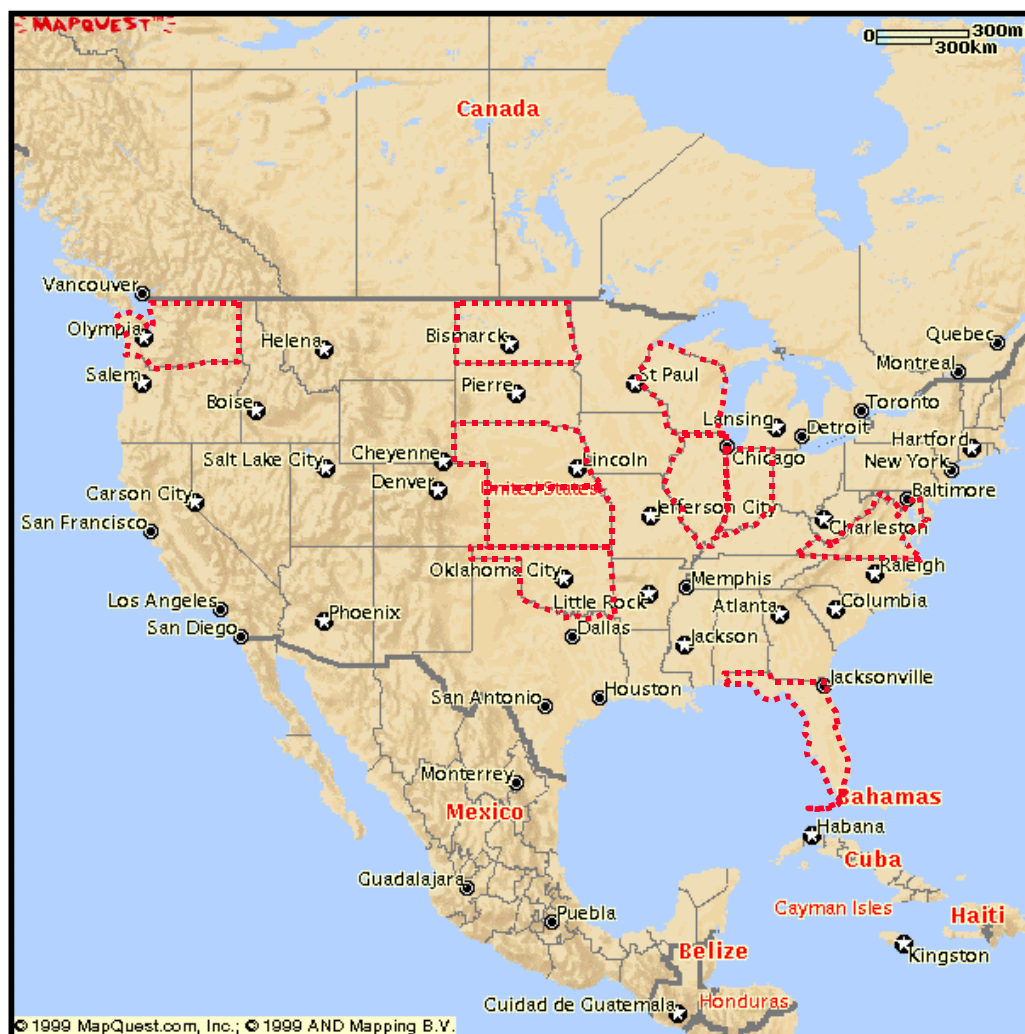 MAPQUEST™
0 300m
300km
Canada
Vancouver
Olympia
Helena
Bismarck
Quebec
Montreal
Salem
Pierre
St Paul
Toronto
Boise
Lansing
Detroit
Hartford
Salt Lake City
Cheyenne
Lincoln
Chicago
New York
Denver
United States
Carson City
Jefferson City
Baltimore
San Francisco
Charleston
Oklahoma City
Memphis
Raleigh
Los Angeles
Phoenix
Little Rock
Atlanta
Columbia
San Diego
Dallas
Jackson
San Antonio
Houston
Jacksonville
Monterrey
Mexico
Bahamas
Habana
Cuba
Guadalajara
Puebla
Cayman Isles
Haiti
Belize
Kingston
Cuidad de Guatemala
Honduras
© 1999 MapQuest.com, Inc.; © 1999 AND Mapping B.V.